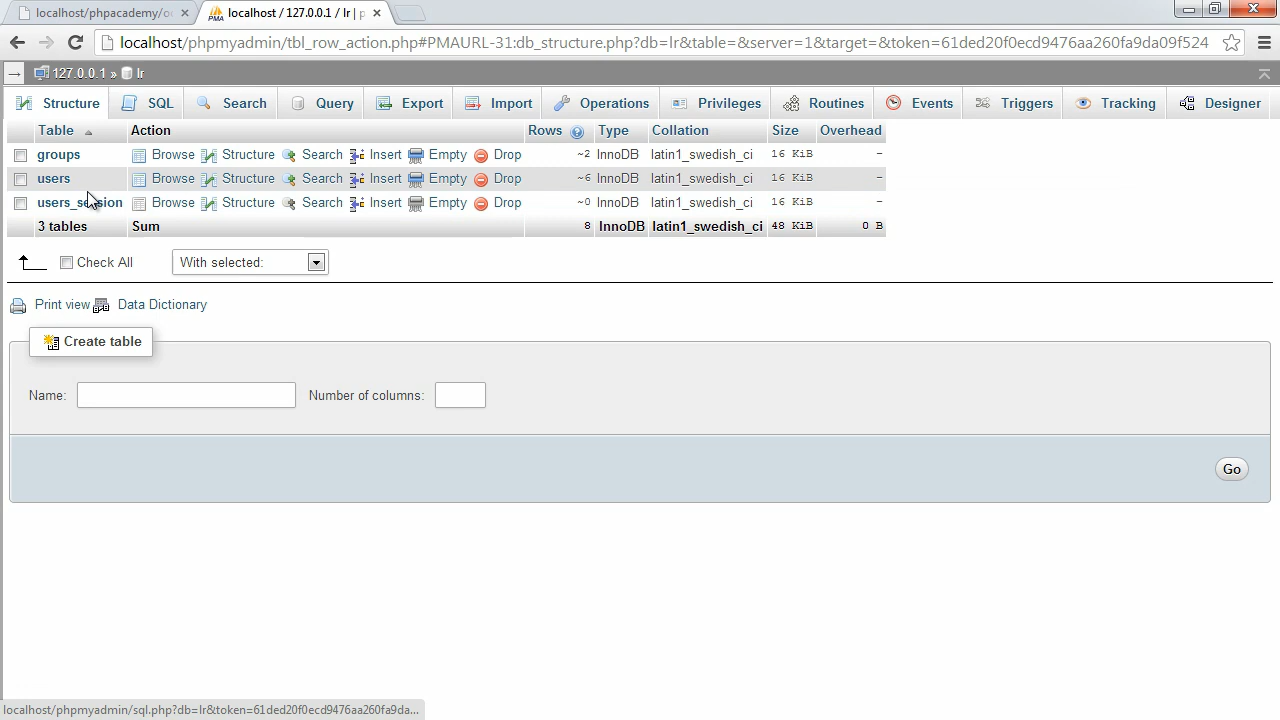 localhost/phpacademy/o
localhost / 127.0.0.1 / lr | p
localhost/phpmyadmin/tbl_row_action.php#PMAURL-31:db_structure.php?db=lr&table=&server=1&target=&token=61ded20f0ecd9476aa260fa9da09f524
127.0.0.1 » lr
Structure SQL Search Query Export Import Operations Privileges Routines Events Triggers Tracking Designer
Table Action Rows Type Collation Size Overhead
groups Browse Structure Search Insert Empty Drop ~2 InnoDB latin1_swedish_ci 16 KiB -
users Browse Structure Search Insert Empty Drop ~6 InnoDB latin1_swedish_ci 16 KiB -
users_session Browse Structure Search Insert Empty Drop ~0 InnoDB latin1_swedish_ci 16 KiB -
3 tables Sum 8 InnoDB latin1_swedish_ci 48 KiB 0 B
Check All With selected:
Print view Data Dictionary
Create table
Name: Number of columns:
Go
localhost/phpmyadmin/sql.php?db=lr&token=61ded20f0ecd9476aa260fa9da...